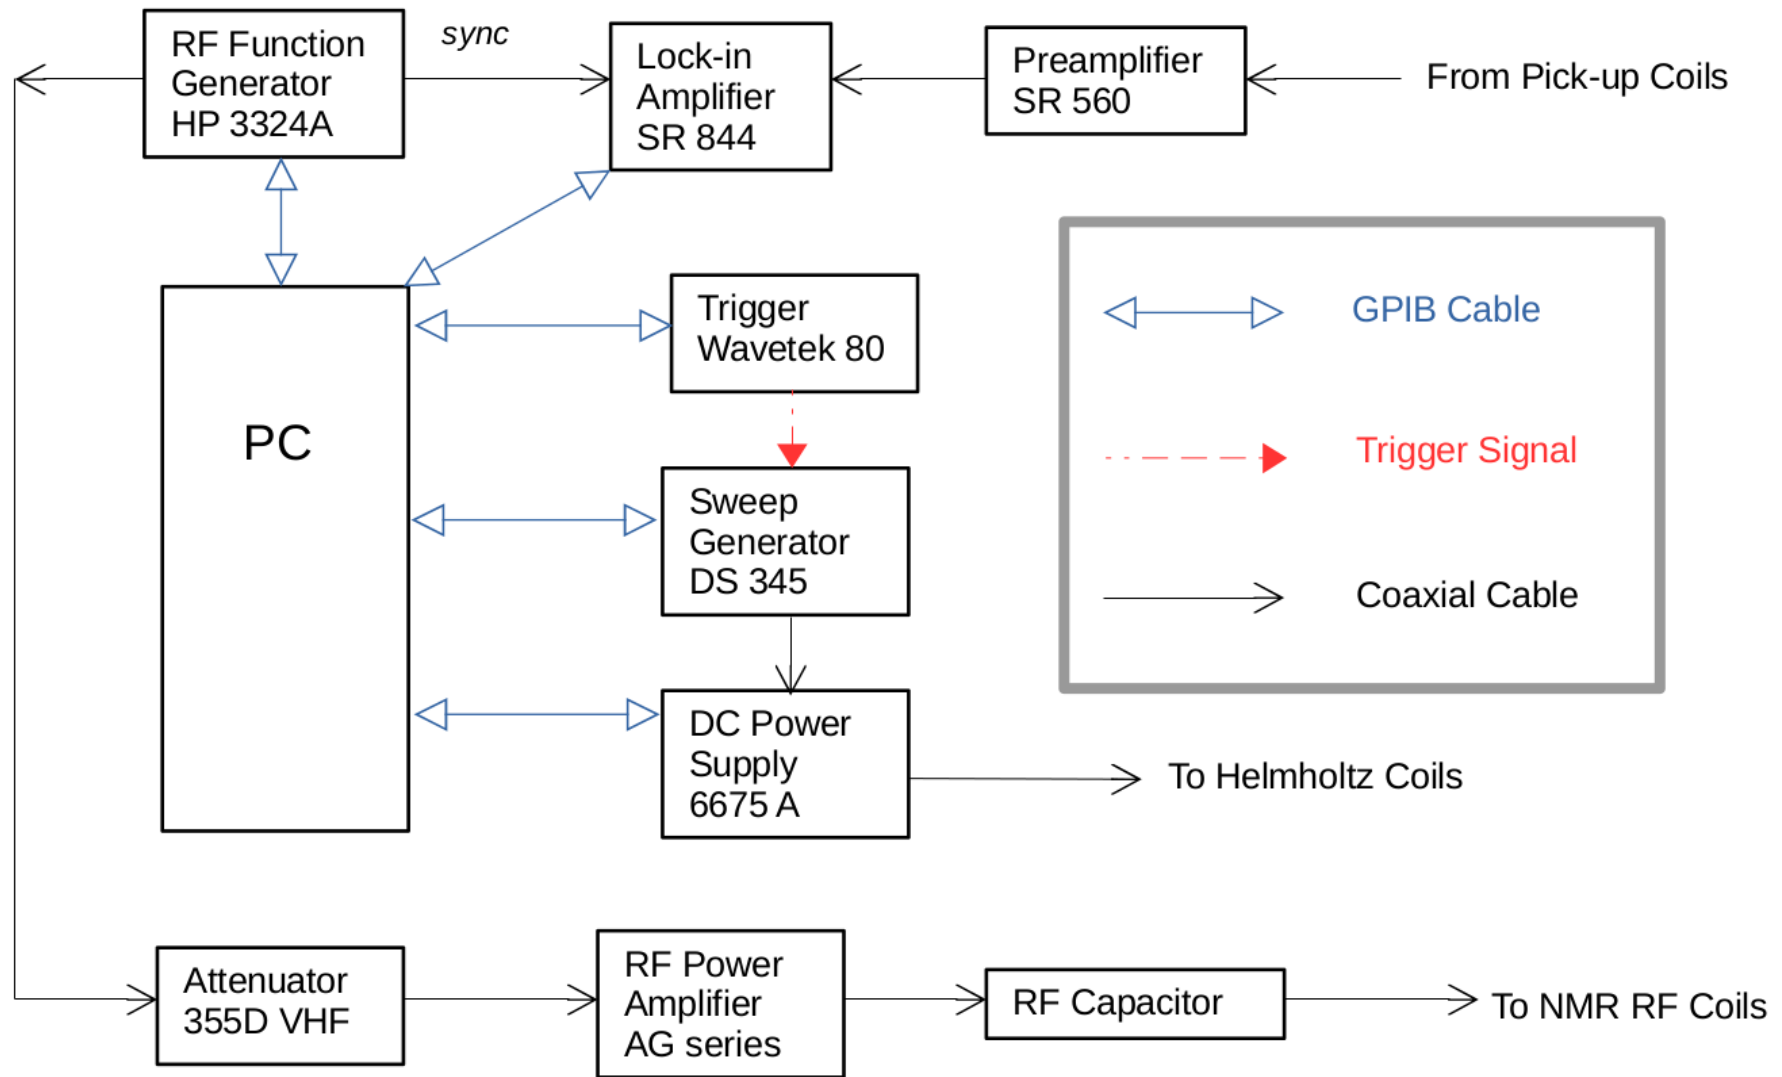 RF Function
Generator
HP 3324A
sync
Lock-in
Amplifier
SR 844
Preamplifier
SR 560
From Pick-up Coils
PC
Trigger
Wavetek 80
Sweep
Generator
DS 345
DC Power
Supply
6675 A
To Helmholtz Coils
GPIB Cable
Trigger Signal
Coaxial Cable
Attenuator
355D VHF
RF Power
Amplifier
AG series
RF Capacitor
To NMR RF Coils